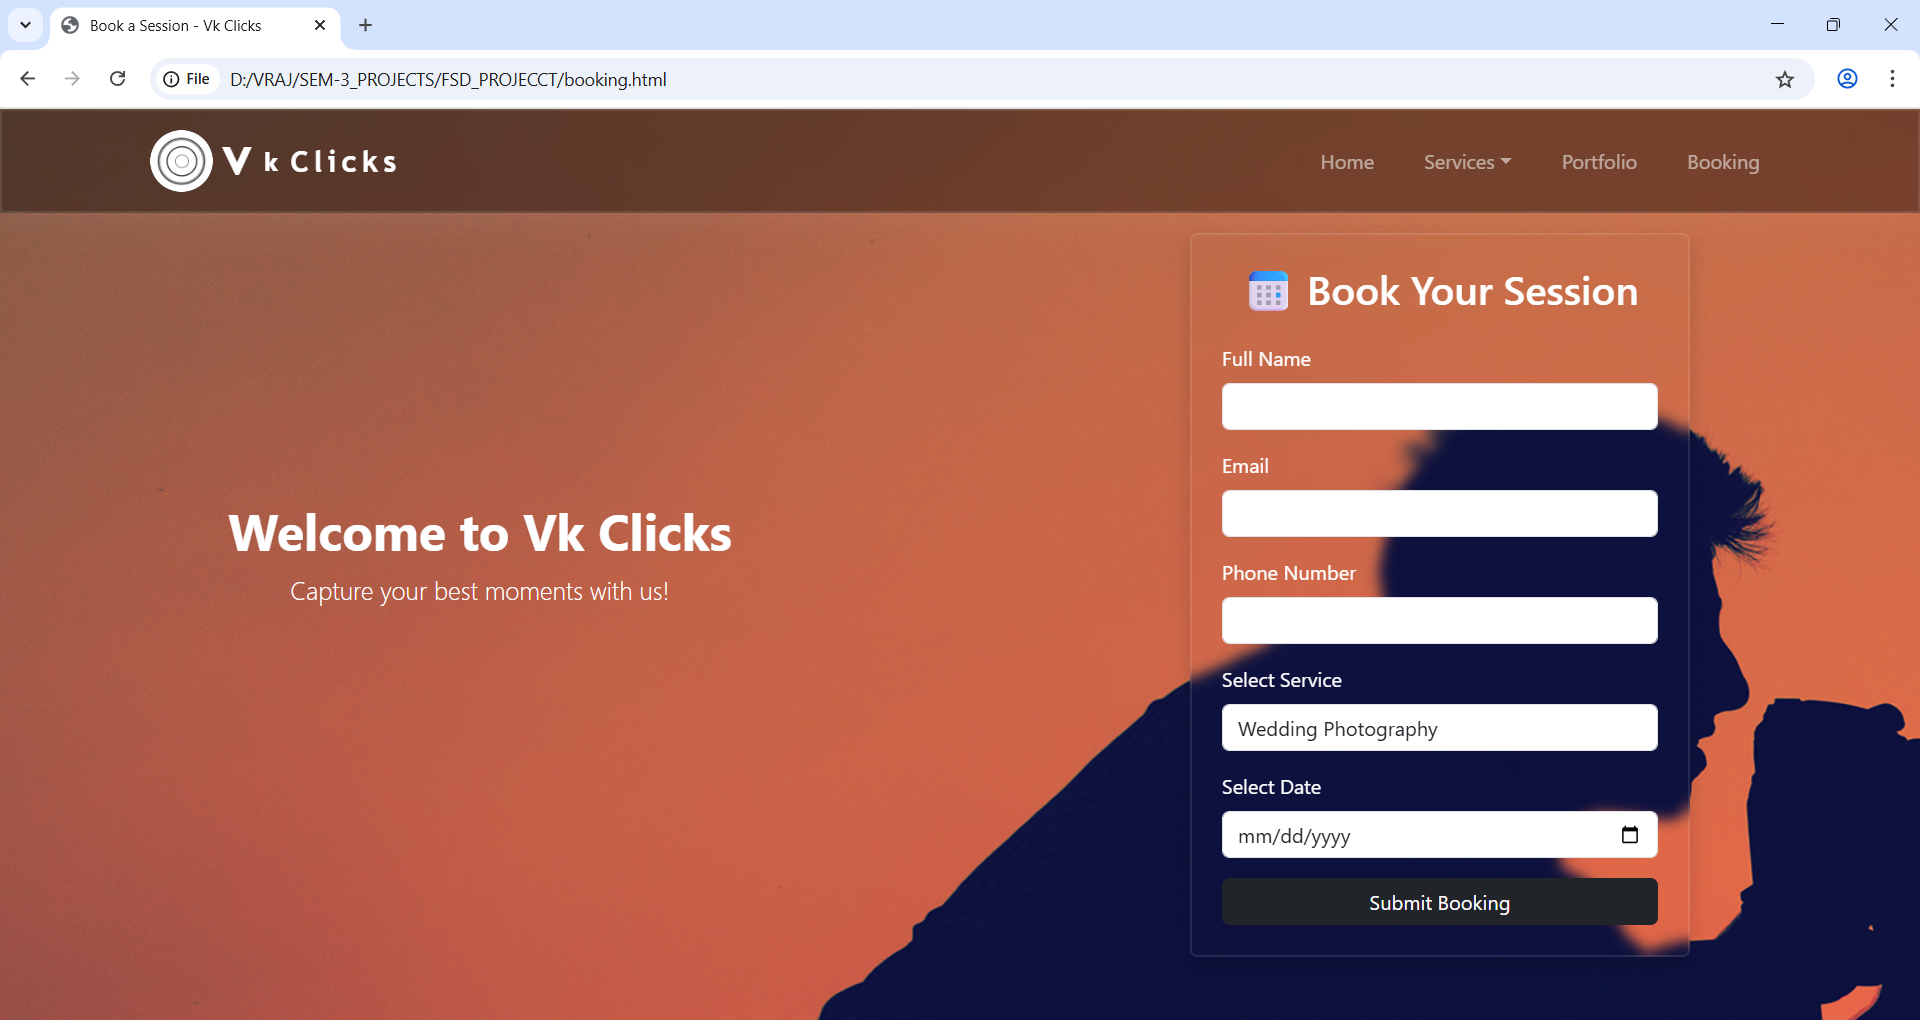 Book a Session - Vk Clicks
File D:/VRAJ/SEM-3_PROJECTS/FSD_PROJECCT/booking.html
Vk Clicks
Home Services Portfolio Booking
Book Your Session
Full Name
Email
Welcome to Vk Clicks
Capture your best moments with us!
Phone Number
Select Service
Wedding Photography
Select Date
mm/dd/yyyy
Submit Booking